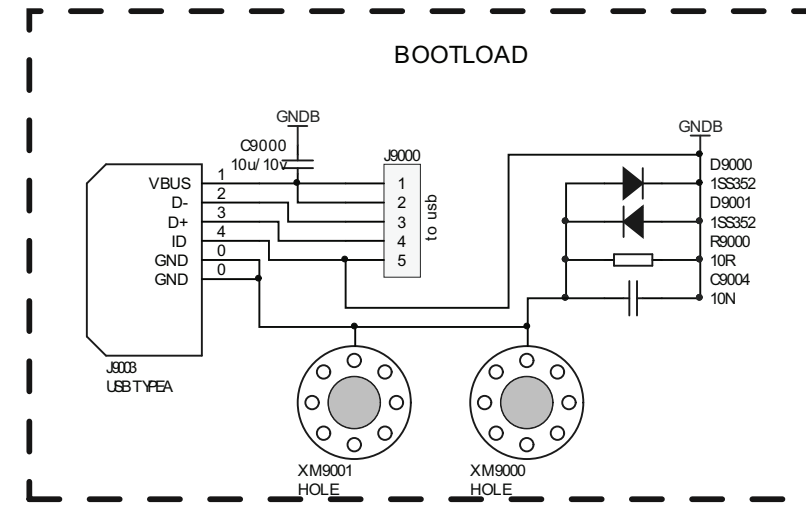 BOOTLOAD
GNDB
C9000
10u/10v
J9000
GNDB
D9000
1SS352
D9001
1SS352
R9000
10R
C9004
10N
VBUS 1
D- 2
D+ 3
ID 4
GND 0
GND 0
1
2
3
4
5
to usb
J9003
USB TYPEA
XM9001
HOLE
XM9000
HOLE